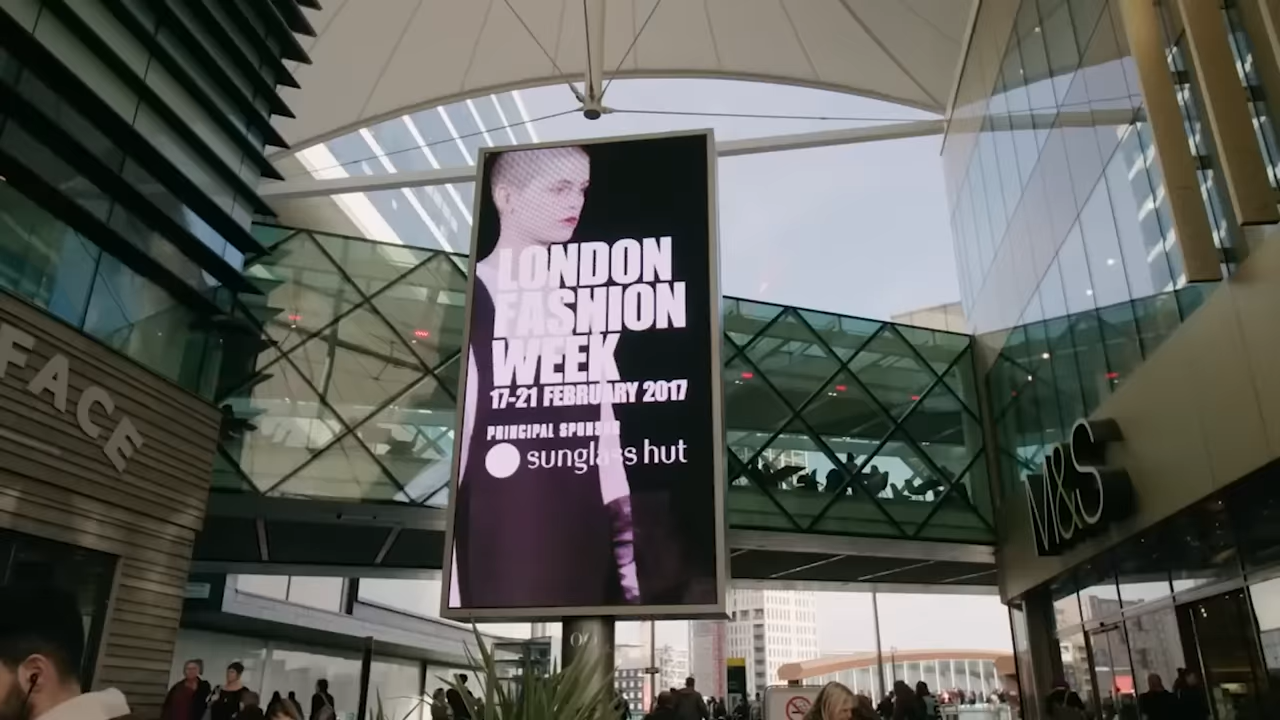 FACE
LONDON
FASHION
WEEK
17-21 FEBRUARY 2017
PRINCIPAL SPONSOR
sunglass hut
M&S